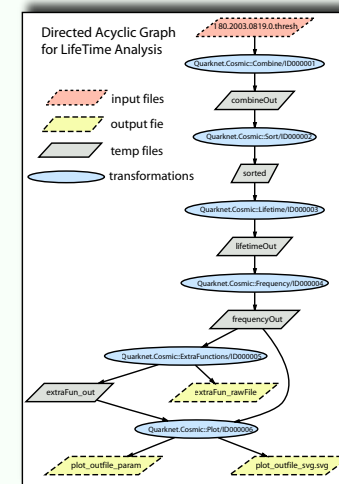 Directed Acyclic Graph
for LifeTime Analysis
180.2003.0819.0.thresh
Quarknet.Cosmic::Combine/ID000001
input files
combineOut
output fie
Quarknet.Cosmic::Sort/ID000002
temp files
sorted
transformations
Quarknet.Cosmic::Lifetime/ID000003
lifetimeOut
Quarknet.Cosmic::Frequency/ID000004
frequencyOut
Quarknet.Cosmic::ExtraFunctions/ID000005
extraFun_out
extraFun_rawFile
Quarknet.Cosmic::Plot/ID000006
plot_outfile_param
plot_outfile_svg.svg